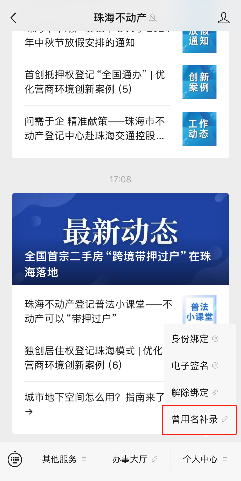 珠海不动产
年中秋节放假安排的通知
放假
通知
首创抵押权登记“全国通办” | 优
化营商环境创新案例 (5)
创新
案例
问需于企 精准献策——珠海市不
动产登记中心赴珠海交通控股...
工作
动态
17:08
最新动态
全国首宗二手房“跨境带押过户”在珠
海落地
珠海不动产登记普法小课堂——不
动产可以“带押过户”
普法
小课堂
独创居住权登记珠海模式 | 优化
营商环境创新案例 (6)
城市地下空间怎么用？指南来了
→
身份绑定
电子签名
解除绑定
曾用名补录
其他服务
办事大厅
个人中心